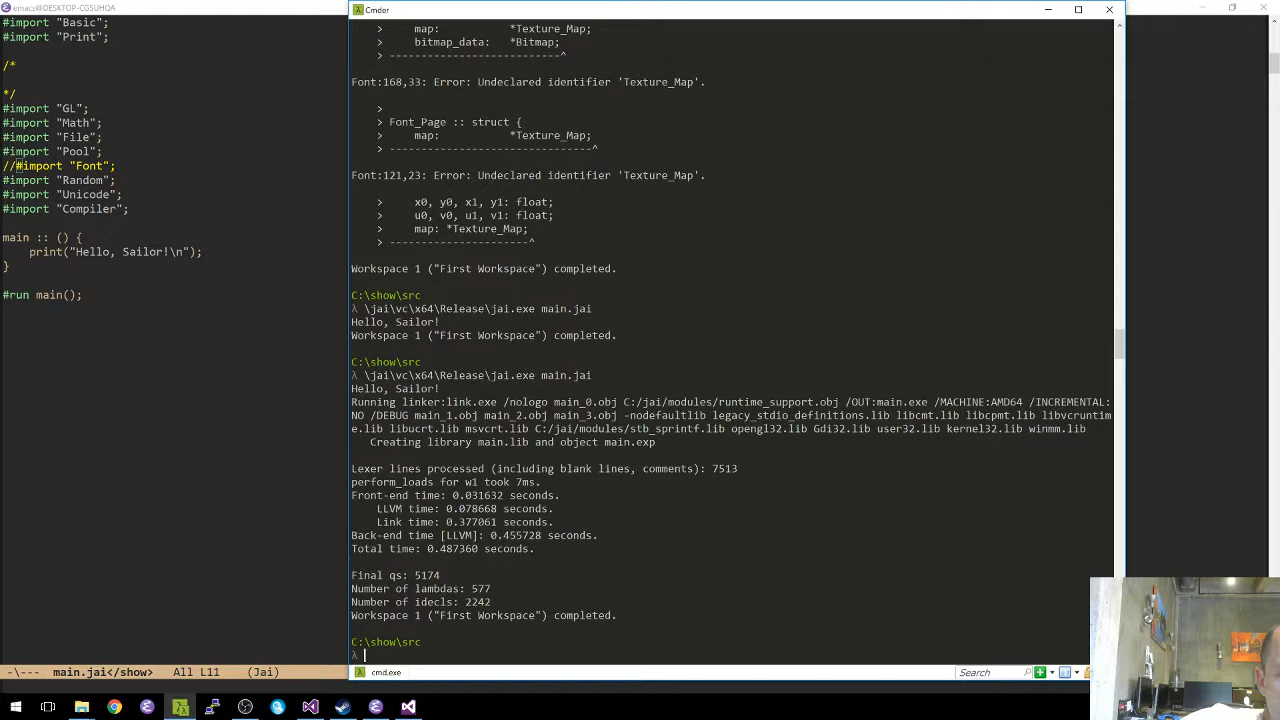 emacs@DESKTOP-CGSUHQA
#import "Basic";
#import "Print";
/*
*/
#import "GL";
#import "Math";
#import "File";
#import "Pool";
//#import "Font";
#import "Random";
#import "Unicode";
#import "Compiler";
main :: () {
print("Hello, Sailor!\n");
}
#run main();
-\--- main.jai</show> All L11 (Jai)
Cmder
> map: *Texture_Map;
> bitmap_data: *Bitmap;
> ---------------------------^
Font:168,33: Error: Undeclared identifier 'Texture_Map'.
>
> Font_Page :: struct {
> map: *Texture_Map;
> --------------------------------^
Font:121,23: Error: Undeclared identifier 'Texture_Map'.
> x0, y0, x1, y1: float;
> u0, v0, u1, v1: float;
> map: *Texture_Map;
> ----------------------^
Workspace 1 ("First Workspace") completed.
C:\show\src
λ \jai\vc\x64\Release\jai.exe main.jai
Hello, Sailor!
Workspace 1 ("First Workspace") completed.
C:\show\src
λ \jai\vc\x64\Release\jai.exe main.jai
Hello, Sailor!
Running linker:link.exe /nologo main_0.obj C:/jai/modules/runtime_support.obj /OUT:main.exe /MACHINE:AMD64 /INCREMENTAL:
NO /DEBUG main_1.obj main_2.obj main_3.obj -nodefaultlib legacy_stdio_definitions.lib libcmt.lib libcpmt.lib libvcruntim
e.lib libucrt.lib msvcrt.lib C:/jai/modules/stb_sprintf.lib opengl32.lib Gdi32.lib user32.lib kernel32.lib winmm.lib
Creating library main.lib and object main.exp
Lexer lines processed (including blank lines, comments): 7513
perform_loads for w1 took 7ms.
Front-end time: 0.031632 seconds.
LLVM time: 0.078668 seconds.
Link time: 0.377061 seconds.
Back-end time [LLVM]: 0.455728 seconds.
Total time: 0.487360 seconds.
Final qs: 5174
Number of lambdas: 577
Number of idecls: 2242
Workspace 1 ("First Workspace") completed.
C:\show\src
λ
cmd.exe
Search